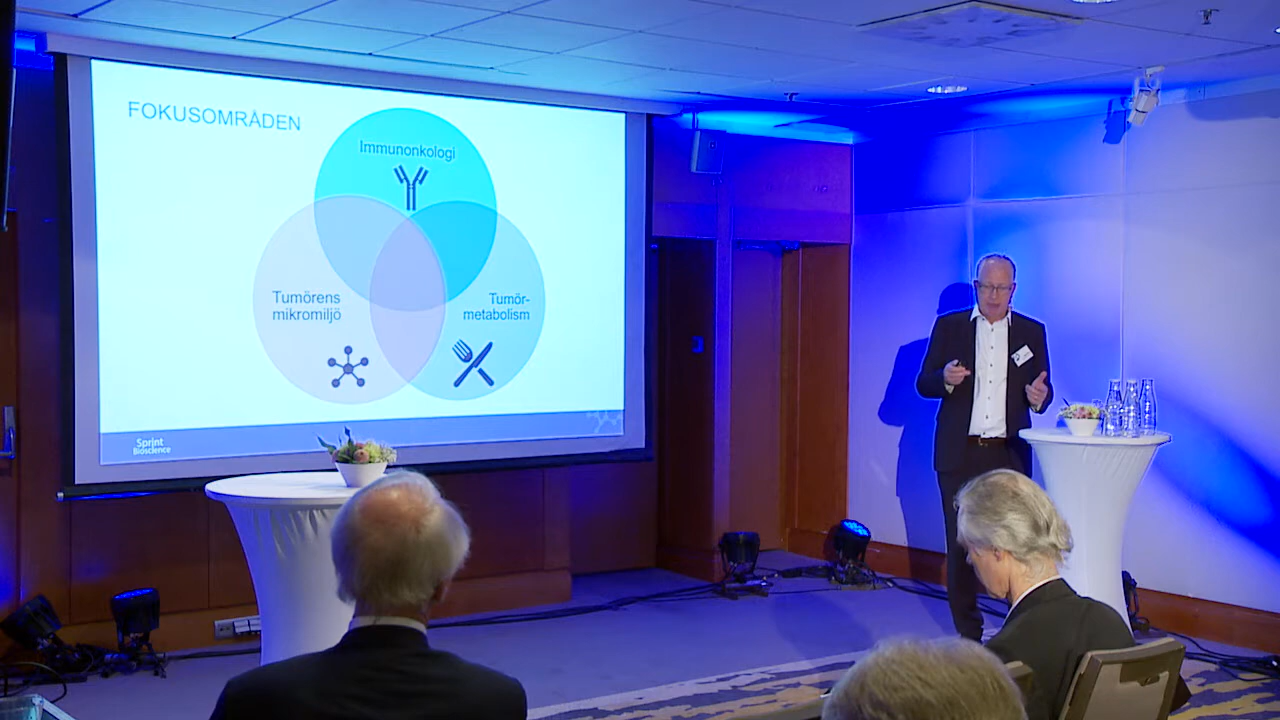 FOKUSOMRÅDEN
Immunonkologi
Tumörens
mikromiljö
Tumör-
metabolism
Sprint
Bioscience